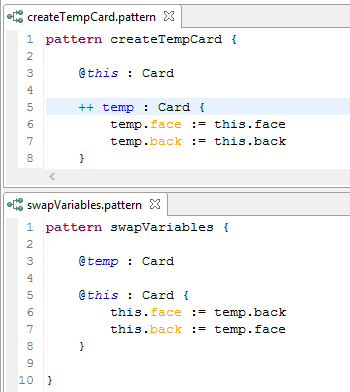 createTempCard.pattern
1 pattern createTempCard {
2
3 @this : Card
4
5 ++ temp : Card {
6 temp.face := this.face
7 temp.back := this.back
8 }
swapVariables.pattern
1 pattern swapVariables {
2
3 @temp : Card
4
5 @this : Card {
6 this.face := temp.back
7 this.back := temp.face
8 }
9
10 }